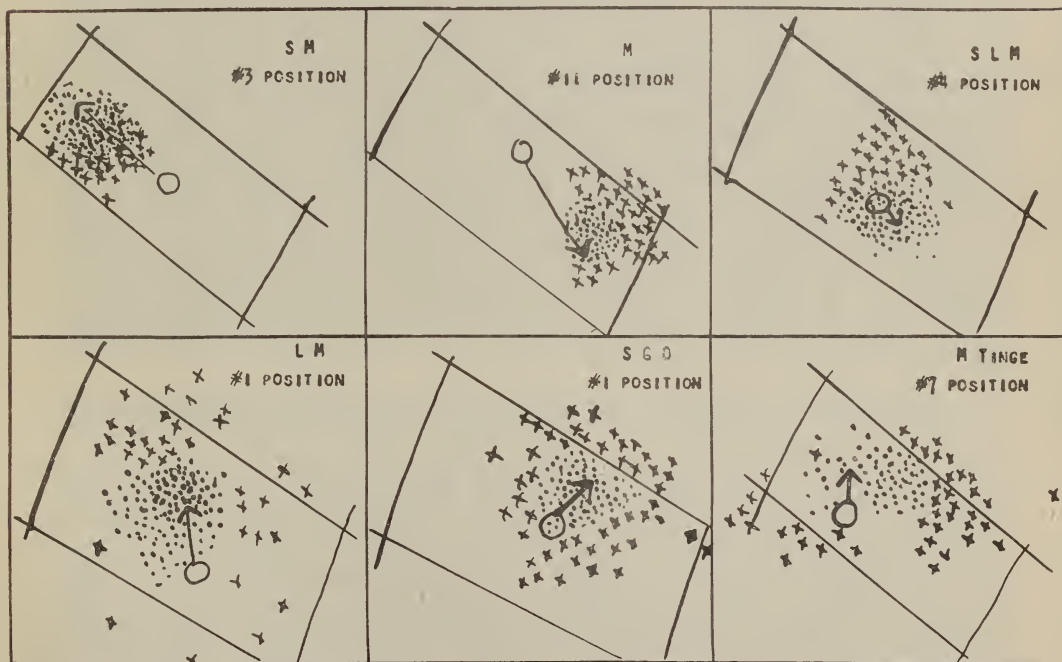 S M
#3 POSITION
M
#11 POSITION
S L M
#4 POSITION
L M
#1 POSITION
S G O
#1 POSITION
M TINGE
#7 POSITION